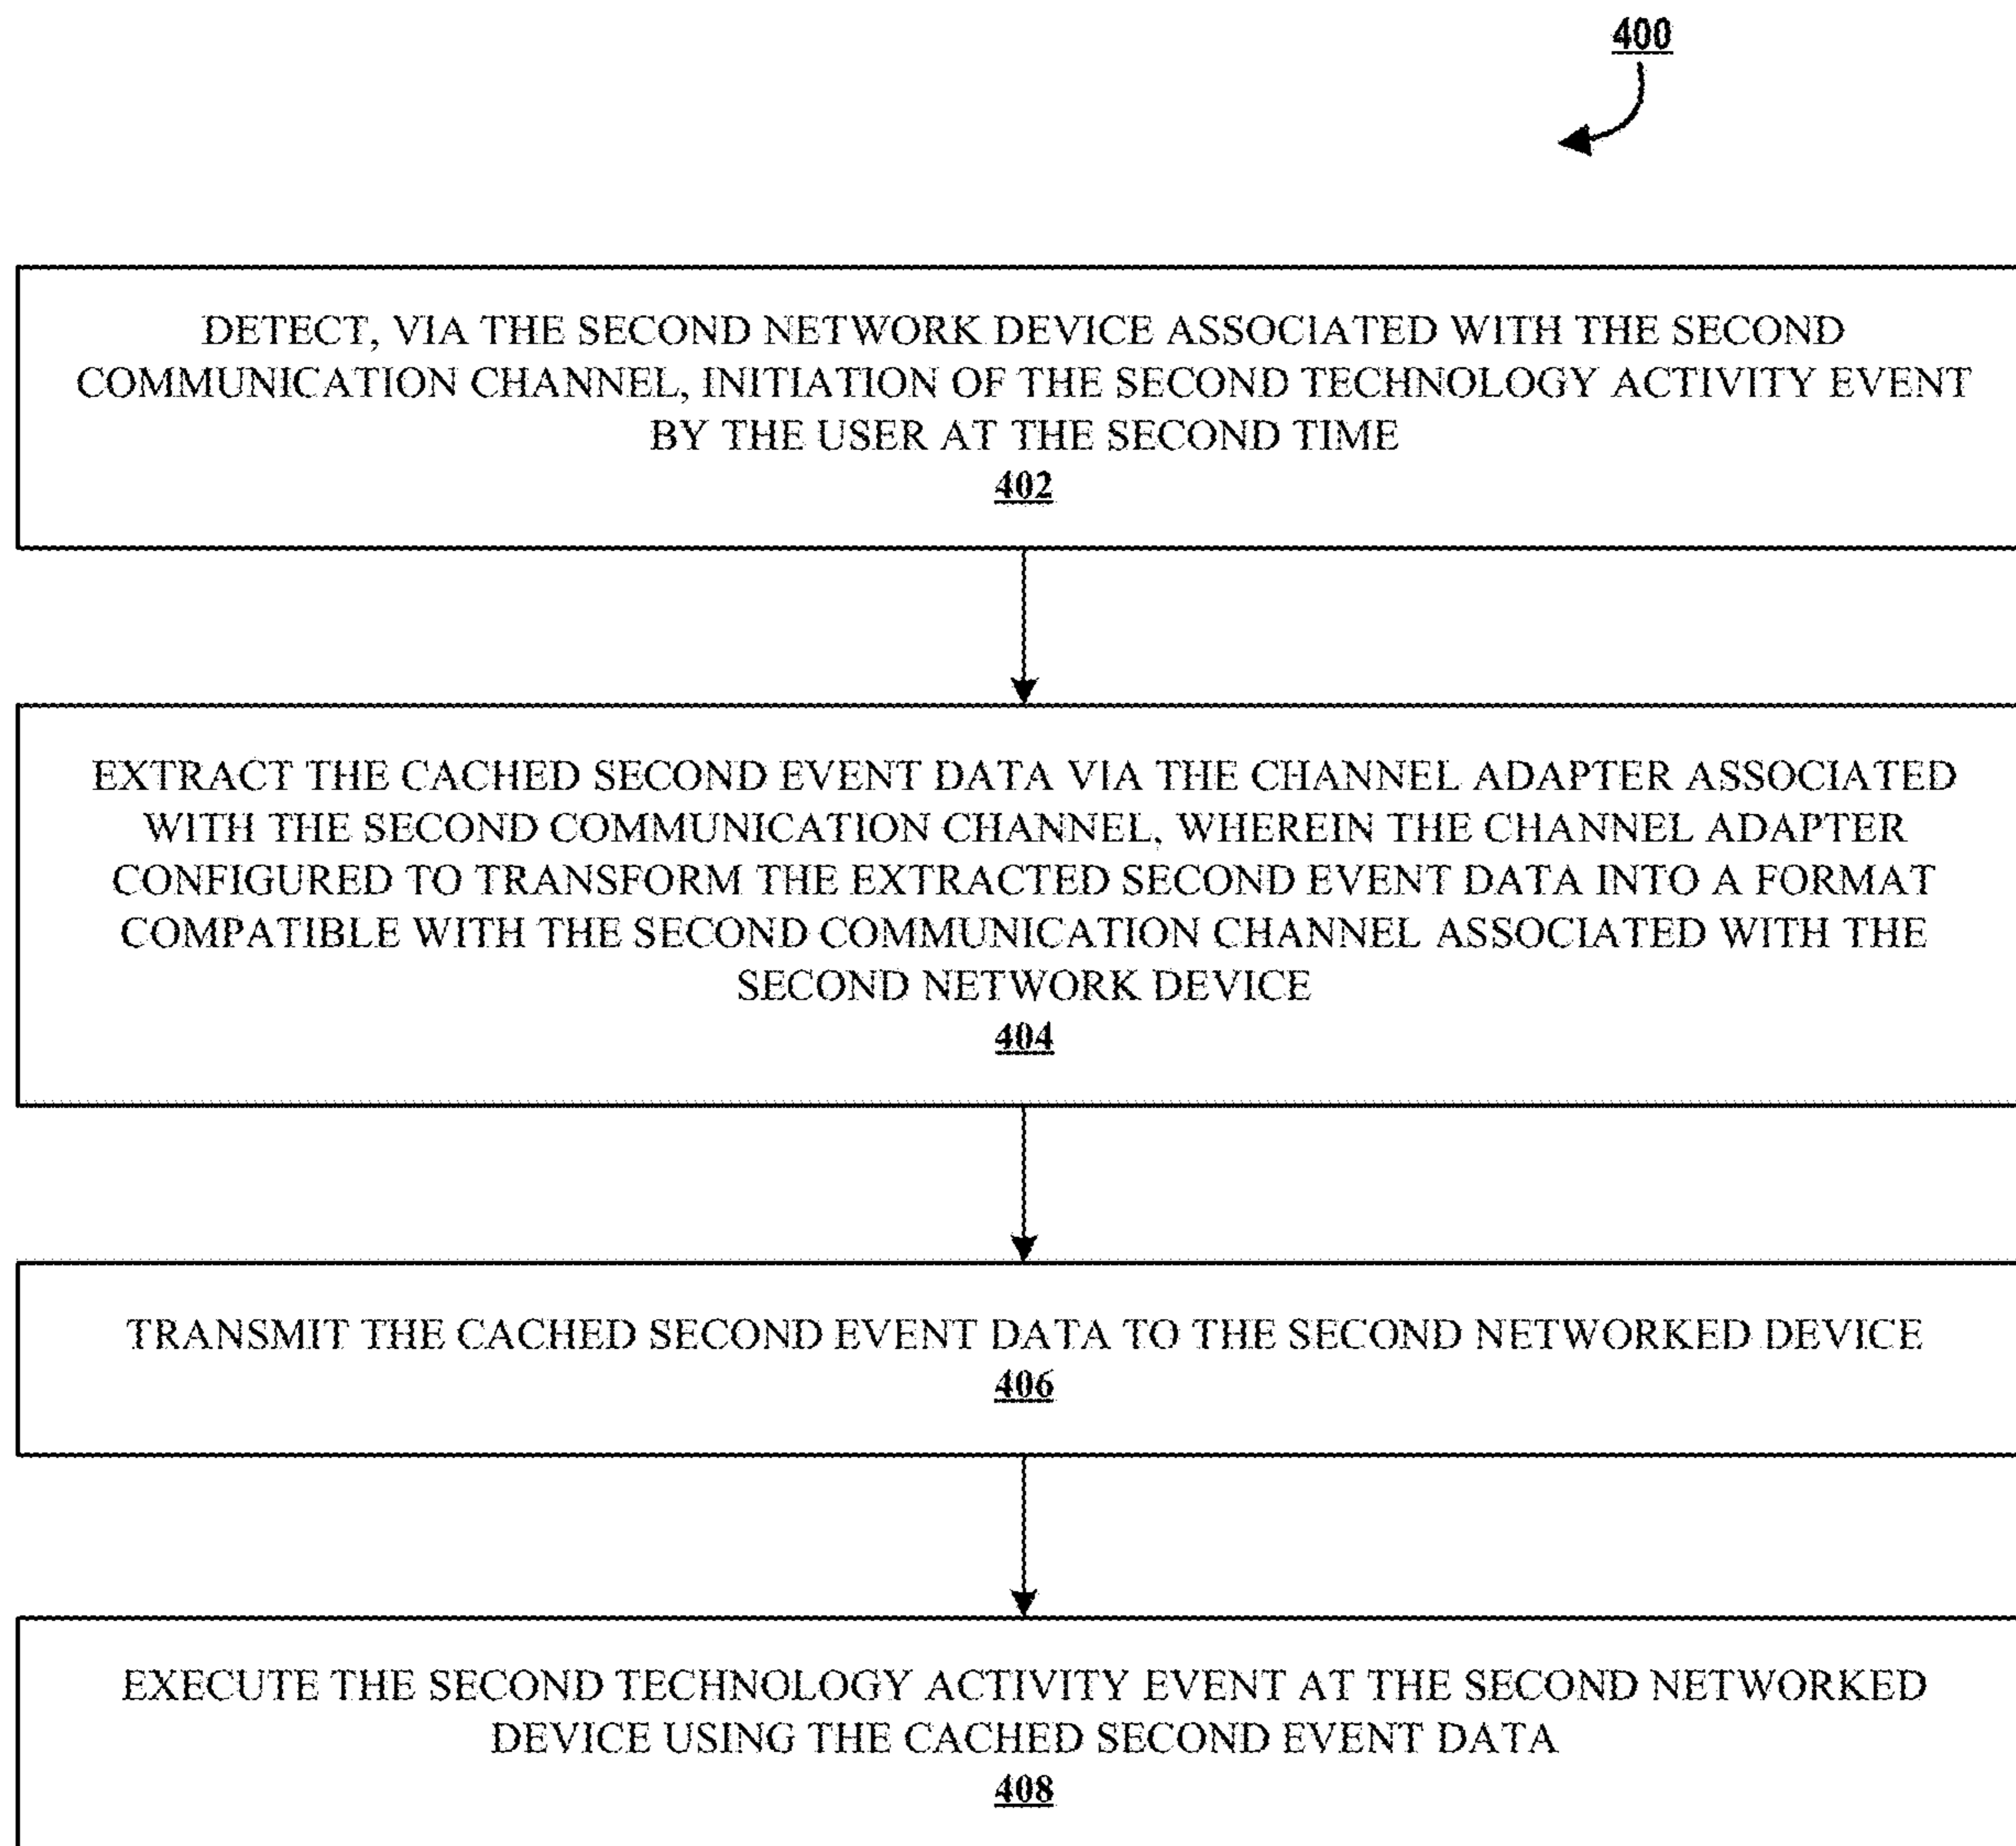 400
DETECT, VIA THE SECOND NETWORK DEVICE ASSOCIATED WITH THE SECOND
COMMUNICATION CHANNEL, INITIATION OF THE SECOND TECHNOLOGY ACTIVITY EVENT
BY THE USER AT THE SECOND TIME
402
EXTRACT THE CACHED SECOND EVENT DATA VIA THE CHANNEL ADAPTER ASSOCIATED
WITH THE SECOND COMMUNICATION CHANNEL, WHEREIN THE CHANNEL ADAPTER
CONFIGURED TO TRANSFORM THE EXTRACTED SECOND EVENT DATA INTO A FORMAT
COMPATIBLE WITH THE SECOND COMMUNICATION CHANNEL ASSOCIATED WITH THE
SECOND NETWORK DEVICE
404
TRANSMIT THE CACHED SECOND EVENT DATA TO THE SECOND NETWORKED DEVICE
406
EXECUTE THE SECOND TECHNOLOGY ACTIVITY EVENT AT THE SECOND NETWORKED
DEVICE USING THE CACHED SECOND EVENT DATA
408